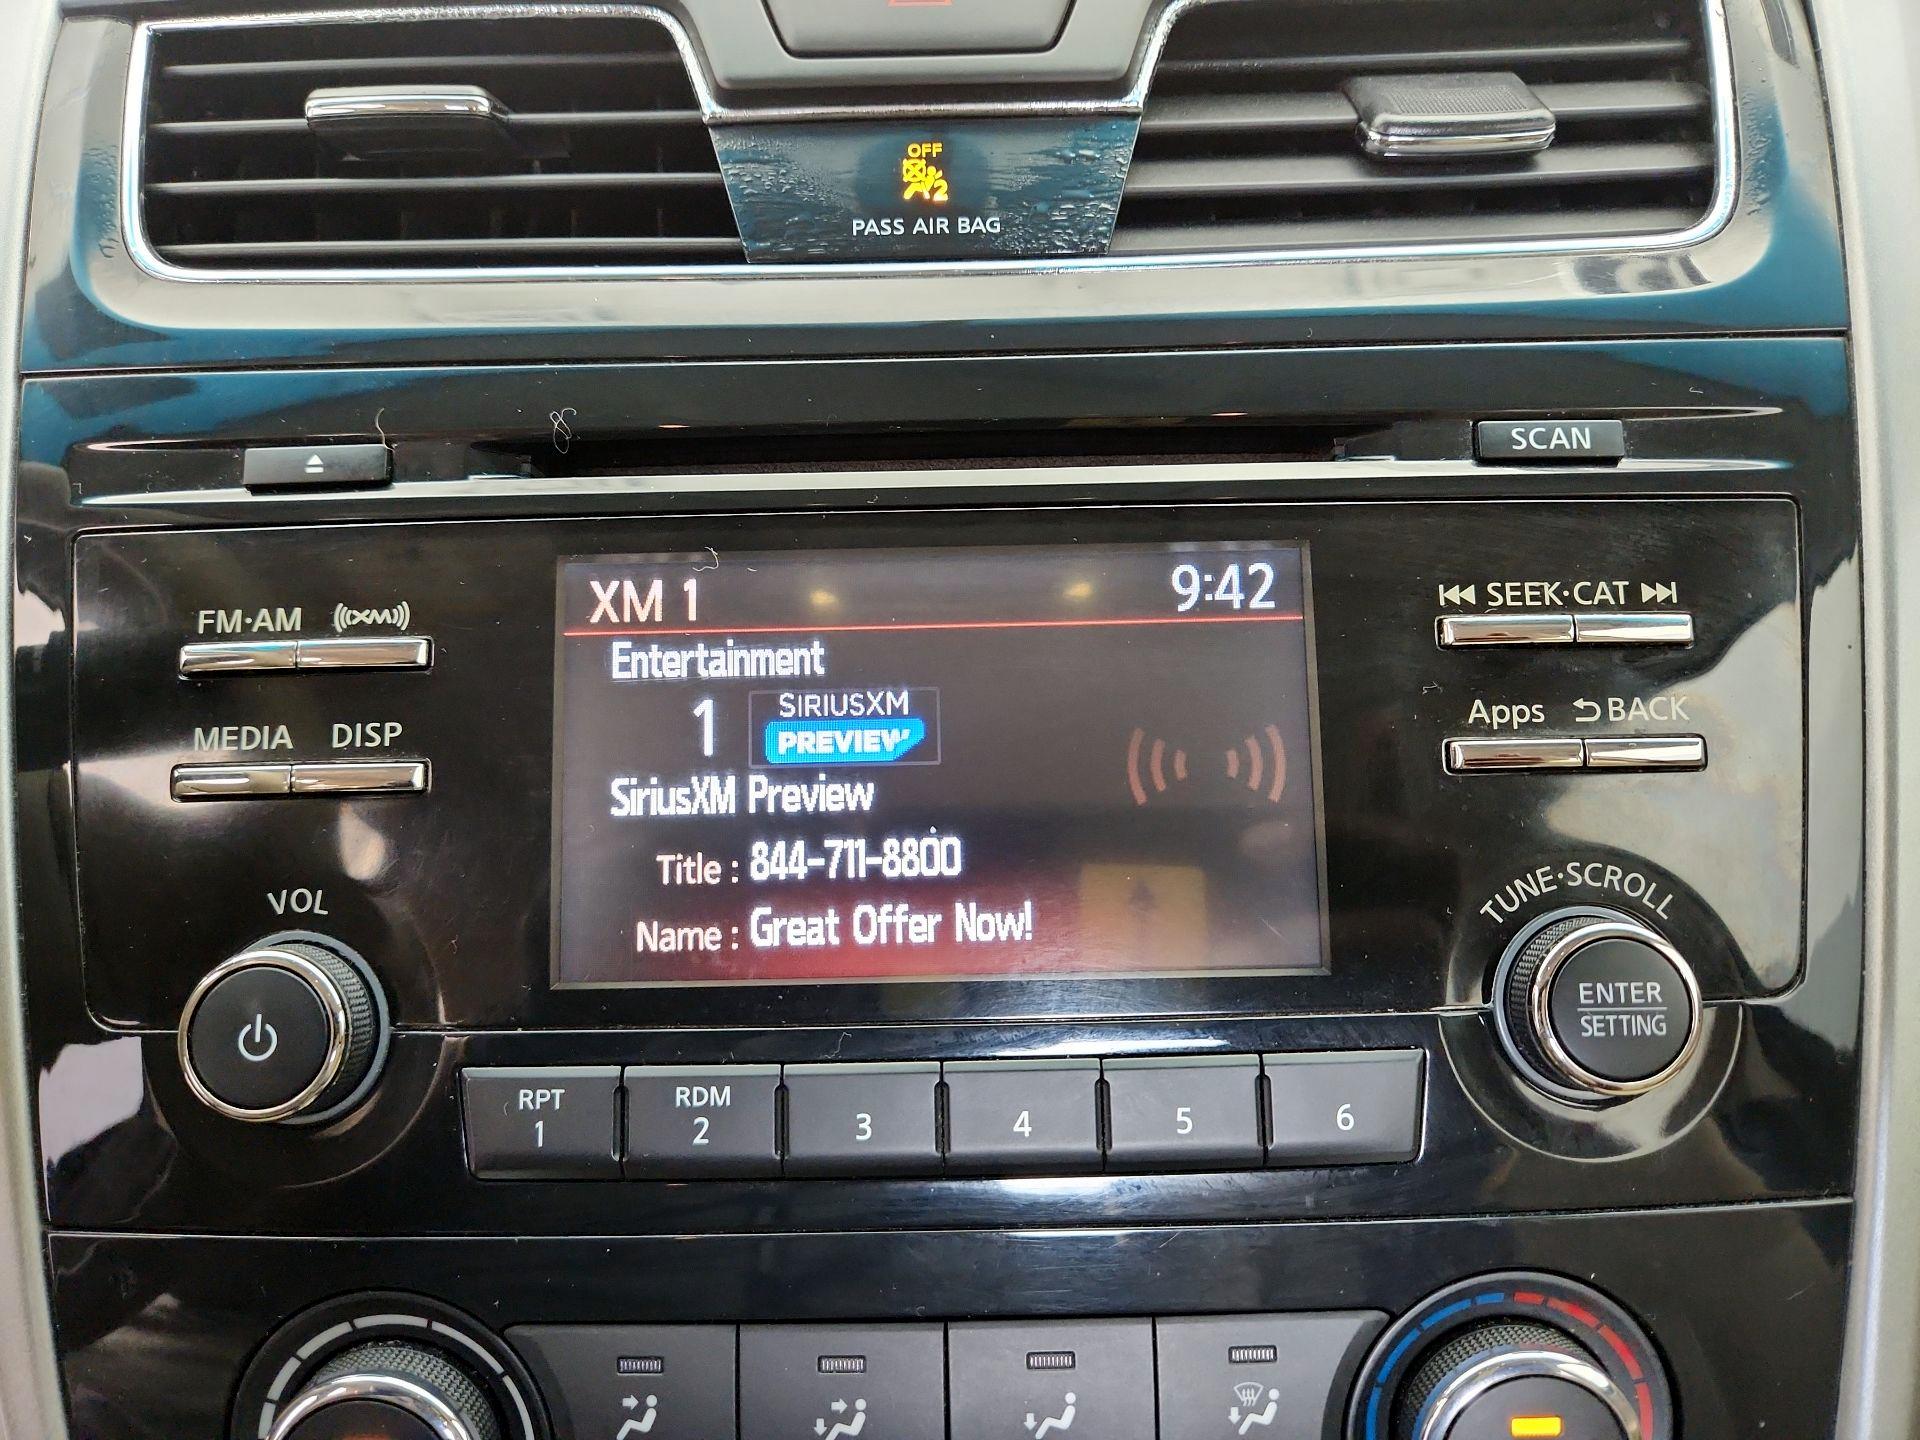 OFF
2
PASS AIR BAG
SCAN
FM·AM XM
MEDIA DISP
VOL
XM 1 9:42
Entertainment
1 SIRIUSXM
PREVIEW
SiriusXM Preview
Title : 844-711-8800
Name : Great Offer Now!
SEEK·CAT
Apps BACK
TUNE·SCROLL
ENTER
SETTING
RPT
1
RDM
2
3
4
5
6